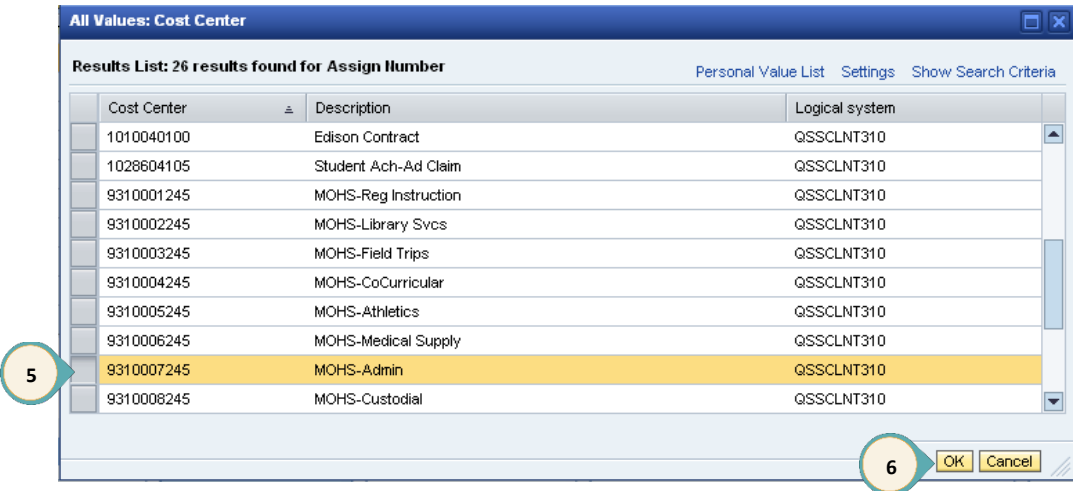 All Values: Cost Center
Results List: 26 results found for Assign Number
Personal Value List Settings Show Search Criteria
Cost Center Description Logical system
1010040100 Edison Contract QSSCLNT310
1028604105 Student Ach-Ad Claim QSSCLNT310
9310001245 MOHS-Reg Instruction QSSCLNT310
9310002245 MOHS-Library Svcs QSSCLNT310
9310003245 MOHS-Field Trips QSSCLNT310
9310004245 MOHS-CoCurricular QSSCLNT310
9310005245 MOHS-Athletics QSSCLNT310
9310006245 MOHS-Medical Supply QSSCLNT310
5 9310007245 MOHS-Admin QSSCLNT310
9310008245 MOHS-Custodial QSSCLNT310
6 OK Cancel